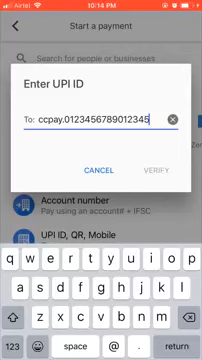 Airtel
10:14 PM
Start a payment
Search for people or businesses
Enter UPI ID
To: ccpay.0123456789012345
CANCEL
VERIFY
Account number
Pay using account# + IFSC
UPI ID, QR, Mobile
q w e r t y u i o p
a s d f g h j k l
z x c v b n m
123 space @ . return